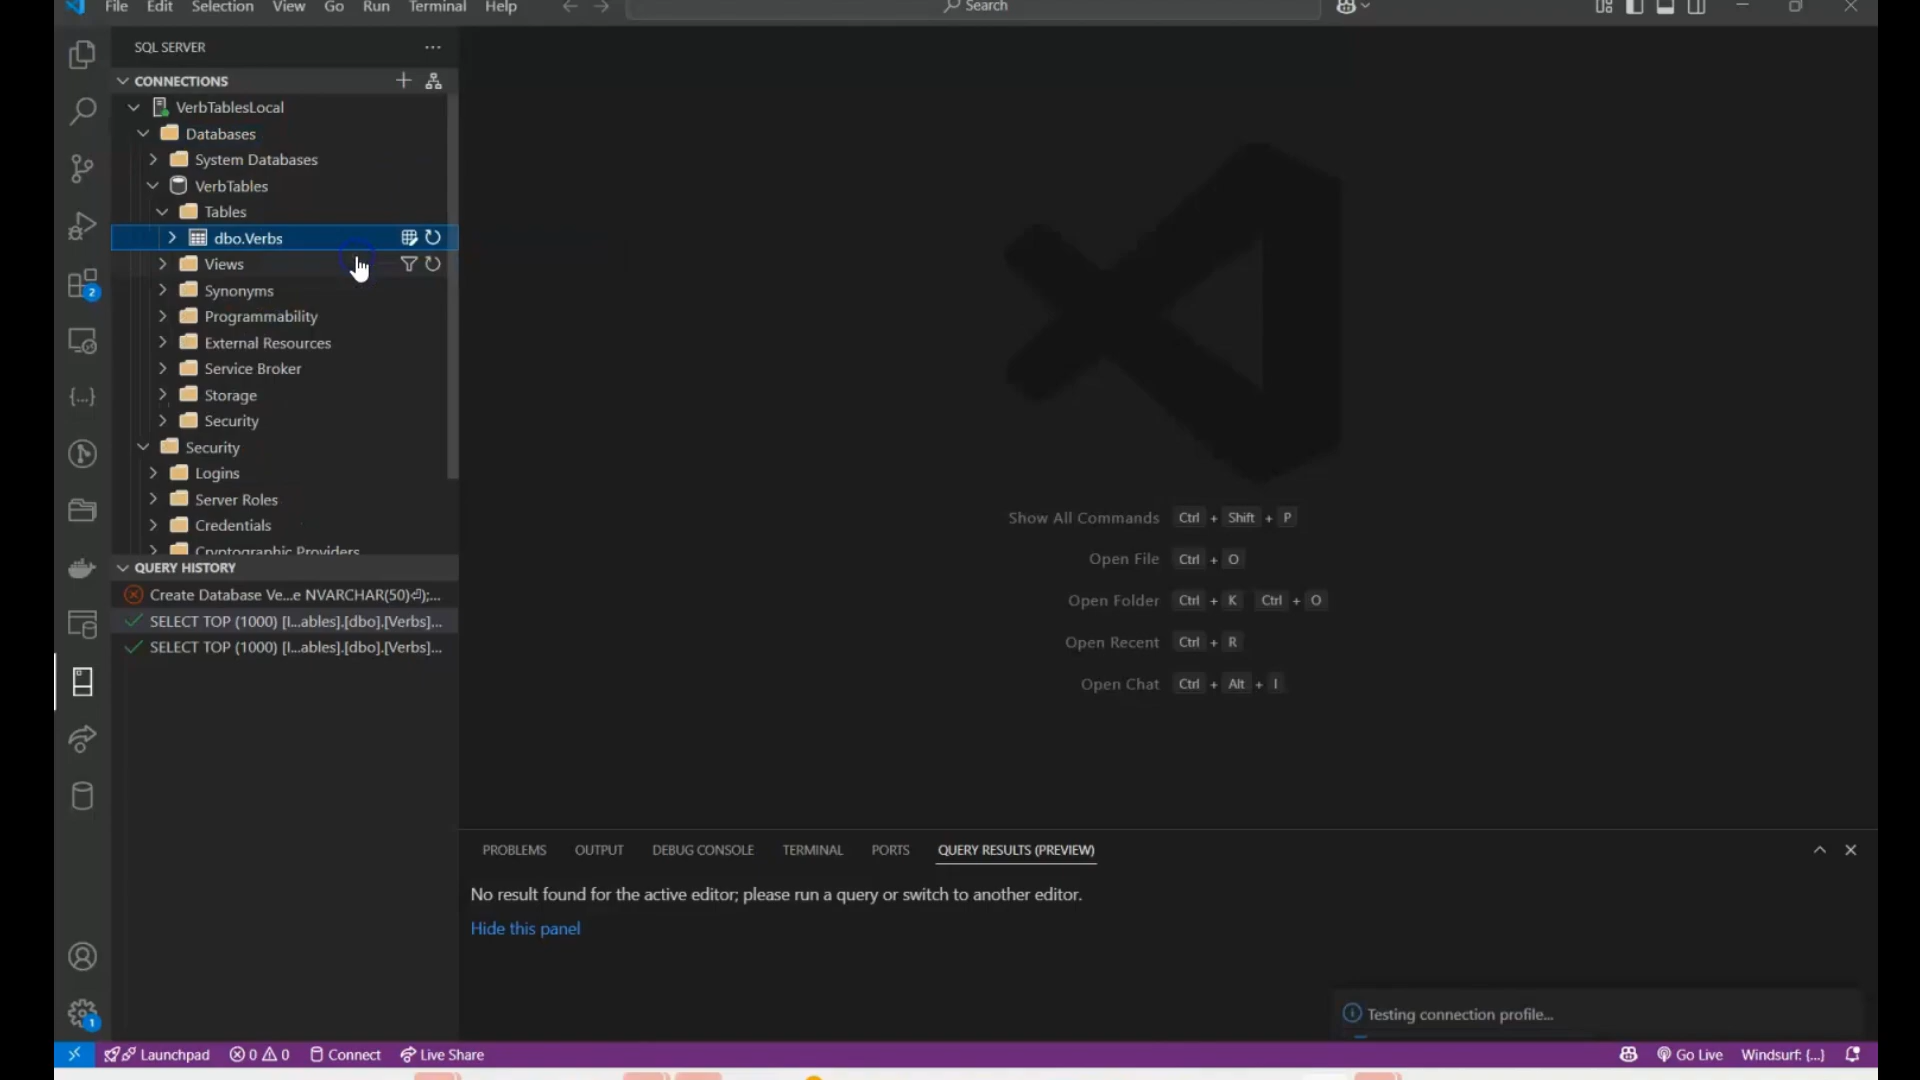 File Edit Selection View Go Run Terminal Help
Search
SQL SERVER
CONNECTIONS
VerbTablesLocal
Databases
System Databases
VerbTables
Tables
dbo.Verbs
Views
Synonyms
Programmability
External Resources
Service Broker
Storage
Security
Security
Logins
Server Roles
Credentials
Cryptographic Providers
QUERY HISTORY
Create Database Ve...e NVARCHAR(50)⏎);...
SELECT TOP (1000) [I...ables].[dbo].[Verbs]...
SELECT TOP (1000) [I...ables].[dbo].[Verbs]...
2
{...}
1
Show All Commands Ctrl + Shift + P
Open File Ctrl + O
Open Folder Ctrl + K Ctrl + O
Open Recent Ctrl + R
Open Chat Ctrl + Alt + I
PROBLEMS OUTPUT DEBUG CONSOLE TERMINAL PORTS QUERY RESULTS (PREVIEW)
No result found for the active editor; please run a query or switch to another editor.
Hide this panel
Testing connection profile...
Launchpad 0 0 Connect Live Share Go Live Windsurf: {...}